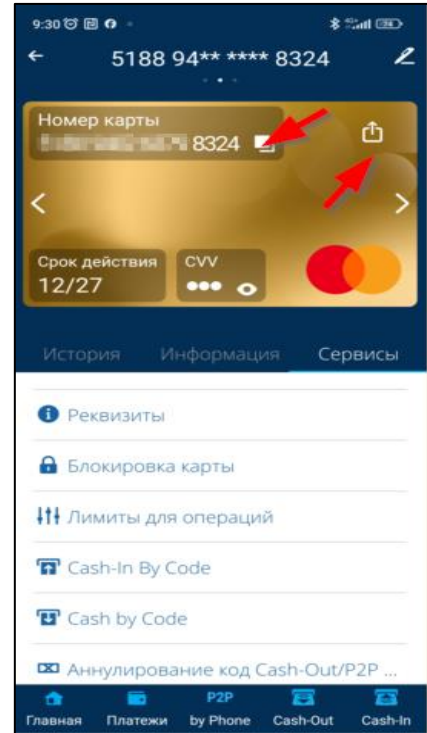 9:30
5188 94** **** 8324
Номер карты
8324
Срок действия
12/27
CVV
История Информация Сервисы
Реквизиты
Блокировка карты
Лимиты для операций
Cash-In By Code
Cash by Code
Аннулирование код Cash-Out/P2P ...
P2P
Главная Платежи by Phone Cash-Out Cash-In